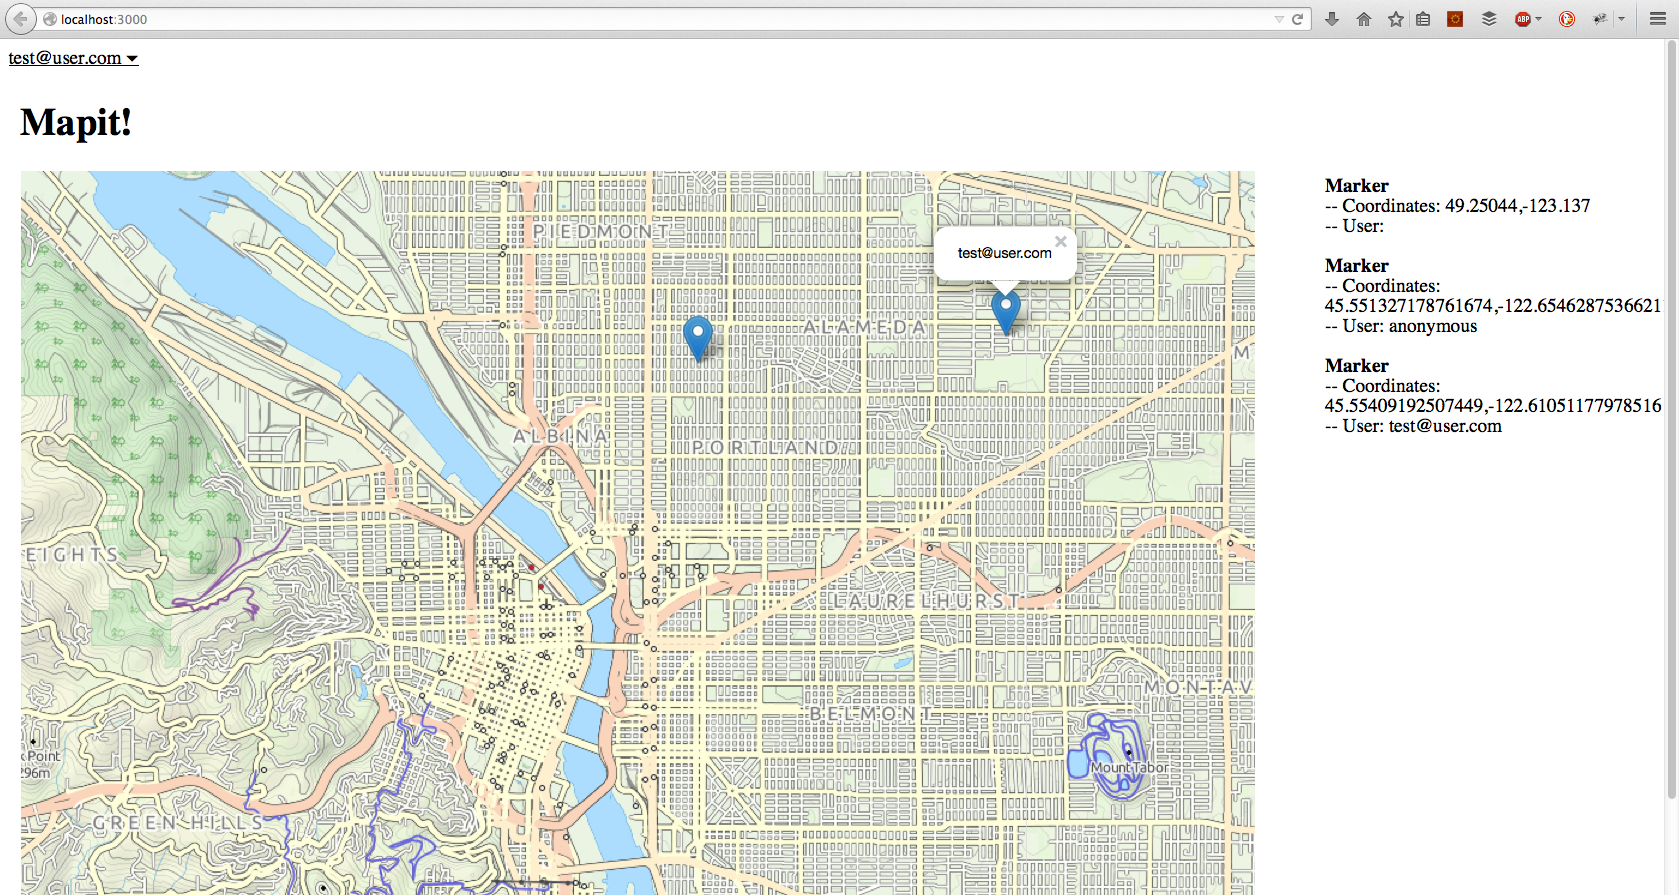 localhost:3000
ABP
test@user.com
Mapit!
PIEDMONT
test@user.com
ALAMEDA
M
ALBINA
PORTLAND
EIGHTS
LAURELHURST
MONTAV
BELMONT
k Point
296m
Mount Tabor
GREEN HILLS
Marker
-- Coordinates: 49.25044,-123.137
-- User:
Marker
-- Coordinates:
45.551327178761674,-122.6546287536621
-- User: anonymous
Marker
-- Coordinates:
45.55409192507449,-122.61051177978516
-- User: test@user.com